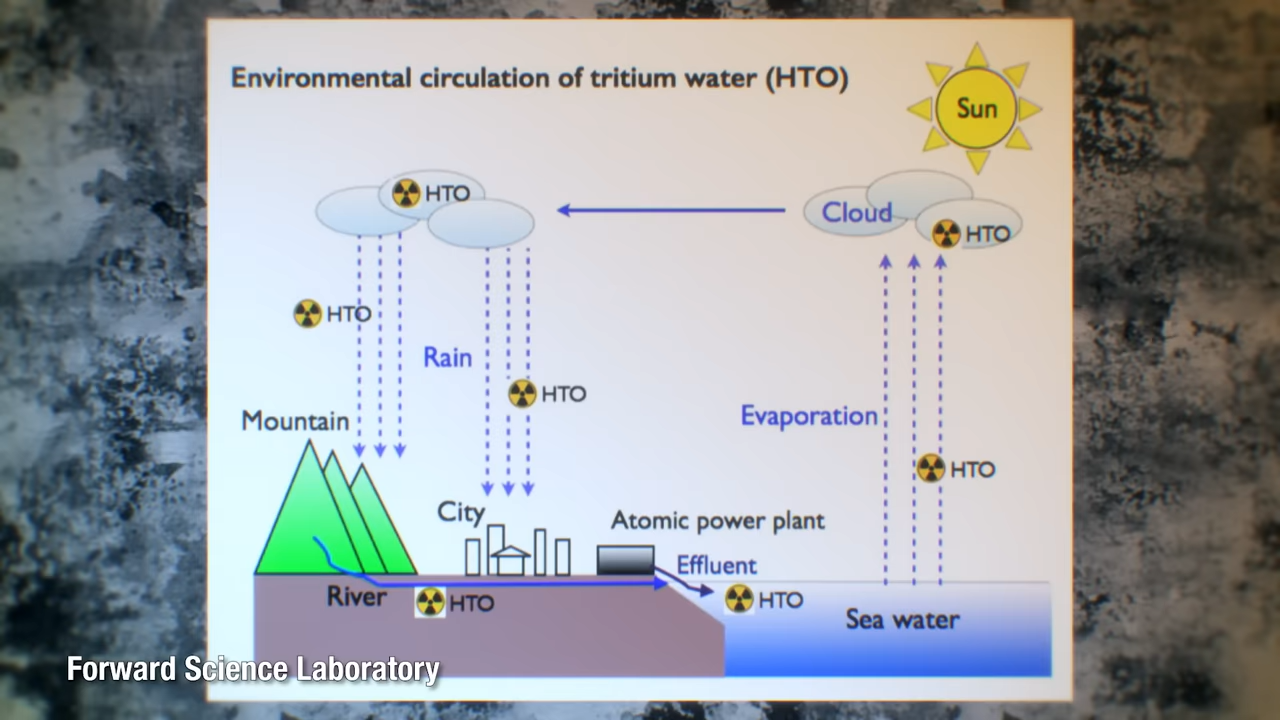 Environmental circulation of tritium water (HTO)
Sun
HTO
Cloud
HTO
HTO
Rain
HTO
Mountain
Evaporation
HTO
City
Atomic power plant
Effluent
River
HTO
HTO
Sea water
Forward Science Laboratory